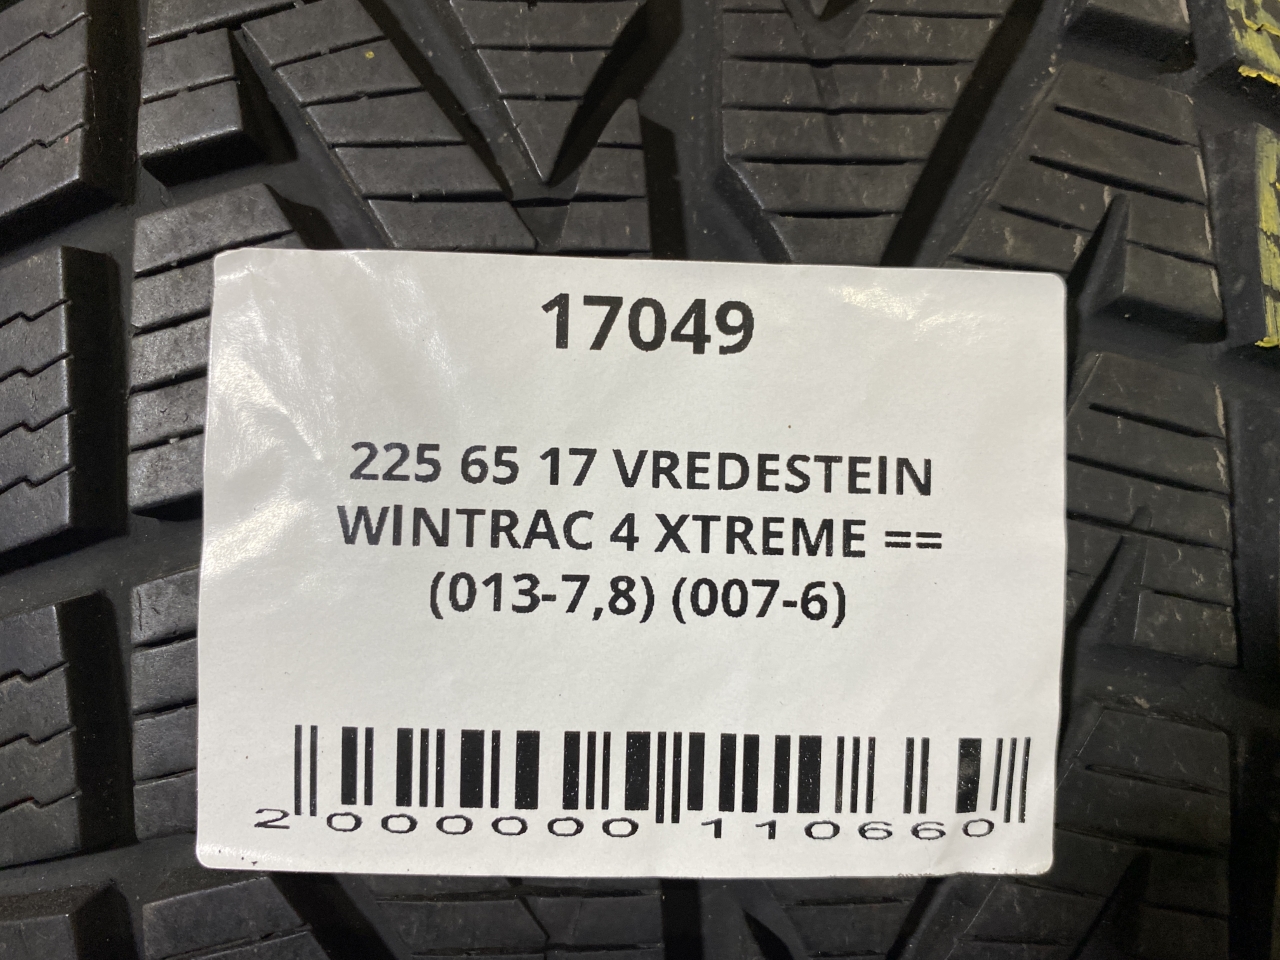 17049
225 65 17 VREDESTEIN
WINTRAC 4 XTREME ==
(013-7,8) (007-6)
2 000000 110660